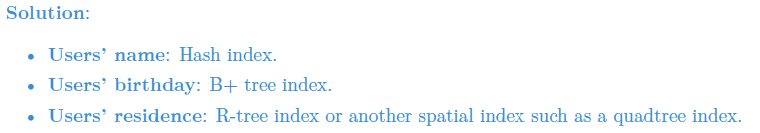 Solution:
• Users' name: Hash index.
• Users' birthday: B+ tree index.
• Users' residence: R-tree index or another spatial index such as a quadtree index.